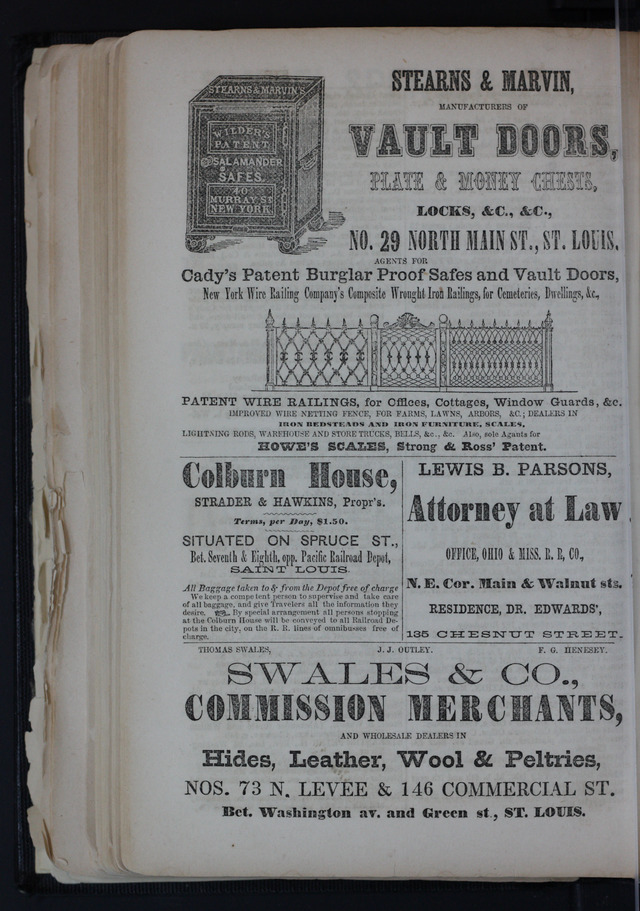 STEARNS & MARVIN'S
WILDER'S
PATENT
SALAMANDER
SAFES.
40
MURRAY St
NEW YORK
STEARNS & MARVIN,
MANUFACTURERS OF
VAULT DOORS,
PLATE & MONEY CHESTS,
LOCKS, &C., &C.,
NO. 29 NORTH MAIN ST., ST. LOUIS.
AGENTS FOR
Cady's Patent Burglar Proof Safes and Vault Doors,
New York Wire Railing Company's Composite Wrought Iron Railings, for Cemeteries, Dwellings, &c.,
PATENT WIRE RAILINGS, for Offices, Cottages, Window Guards, &c.
IMPROVED WIRE NETTING FENCE, FOR FARMS, LAWNS, ARBORS, &C.; DEALERS IN
IRON BEDSTEADS AND IRON FURNITURE, SCALES,
LIGHTNING RODS, WAREHOUSE AND STORE TRUCKS, BELLS, &c., &c. Also, sole Agants for
HOWE'S SCALES, Strong & Ross' Patent.
Colburn House,
STRADER & HAWKINS, Propr's.
Terms, per Day, $1.50.
SITUATED ON SPRUCE ST.,
Bet. Seventh & Eighth, opp. Pacific Railroad Depot,
SAINT LOUIS.
All Baggage taken to & from the Depot free of charge
We keep a competent person to supervise and take care
of all baggage, and give Travelers all the information they
desire. ☞ By special arrangement all persons stopping
at the Colburn House will be conveyed to all Railroad De-
pots in the city, on the R. R. lines of omnibusses free of
charge.
LEWIS B. PARSONS,
Attorney at Law
OFFICE, OHIO & MISS. R. R, CO.,
N. E. Cor. Main & Walnut sts.
RESIDENCE, DR. EDWARDS',
135 CHESNUT STREET.
THOMAS SWALES, J. J. OUTLEY. F. G. HENESEY.
SWALES & CO.,
COMMISSION MERCHANTS,
AND WHOLESALE DEALERS IN
Hides, Leather, Wool & Peltries,
NOS. 73 N. LEVEE & 146 COMMERCIAL ST.
Bet. Washington av. and Green st., ST. LOUIS.